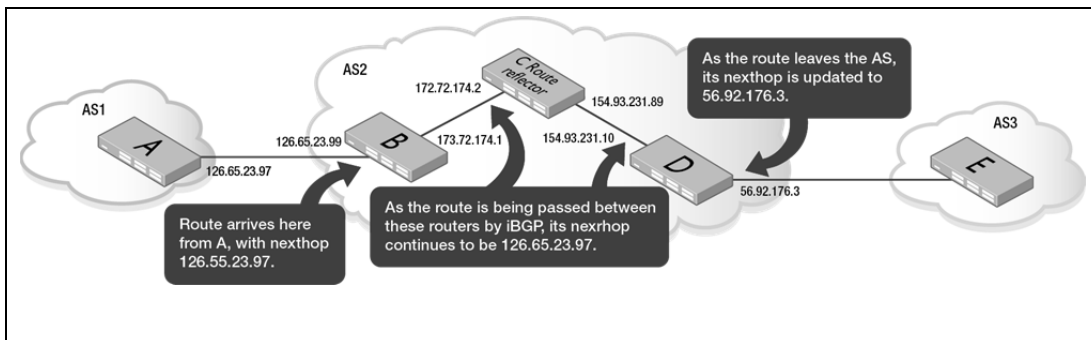 AS1
A
126.65.23.97
Route arrives here
from A, with nexthop
126.55.23.97.
AS2
126.65.23.99
B
172.72.174.2
173.72.174.1
C Route
reflector
As the route is being passed between
these routers by iBGP, its nexrhop
continues to be 126.65.23.97.
154.93.231.89
154.93.231.10
D
As the route leaves the AS,
its nexthop is updated to
56.92.176.3.
56.92.176.3
AS3
E